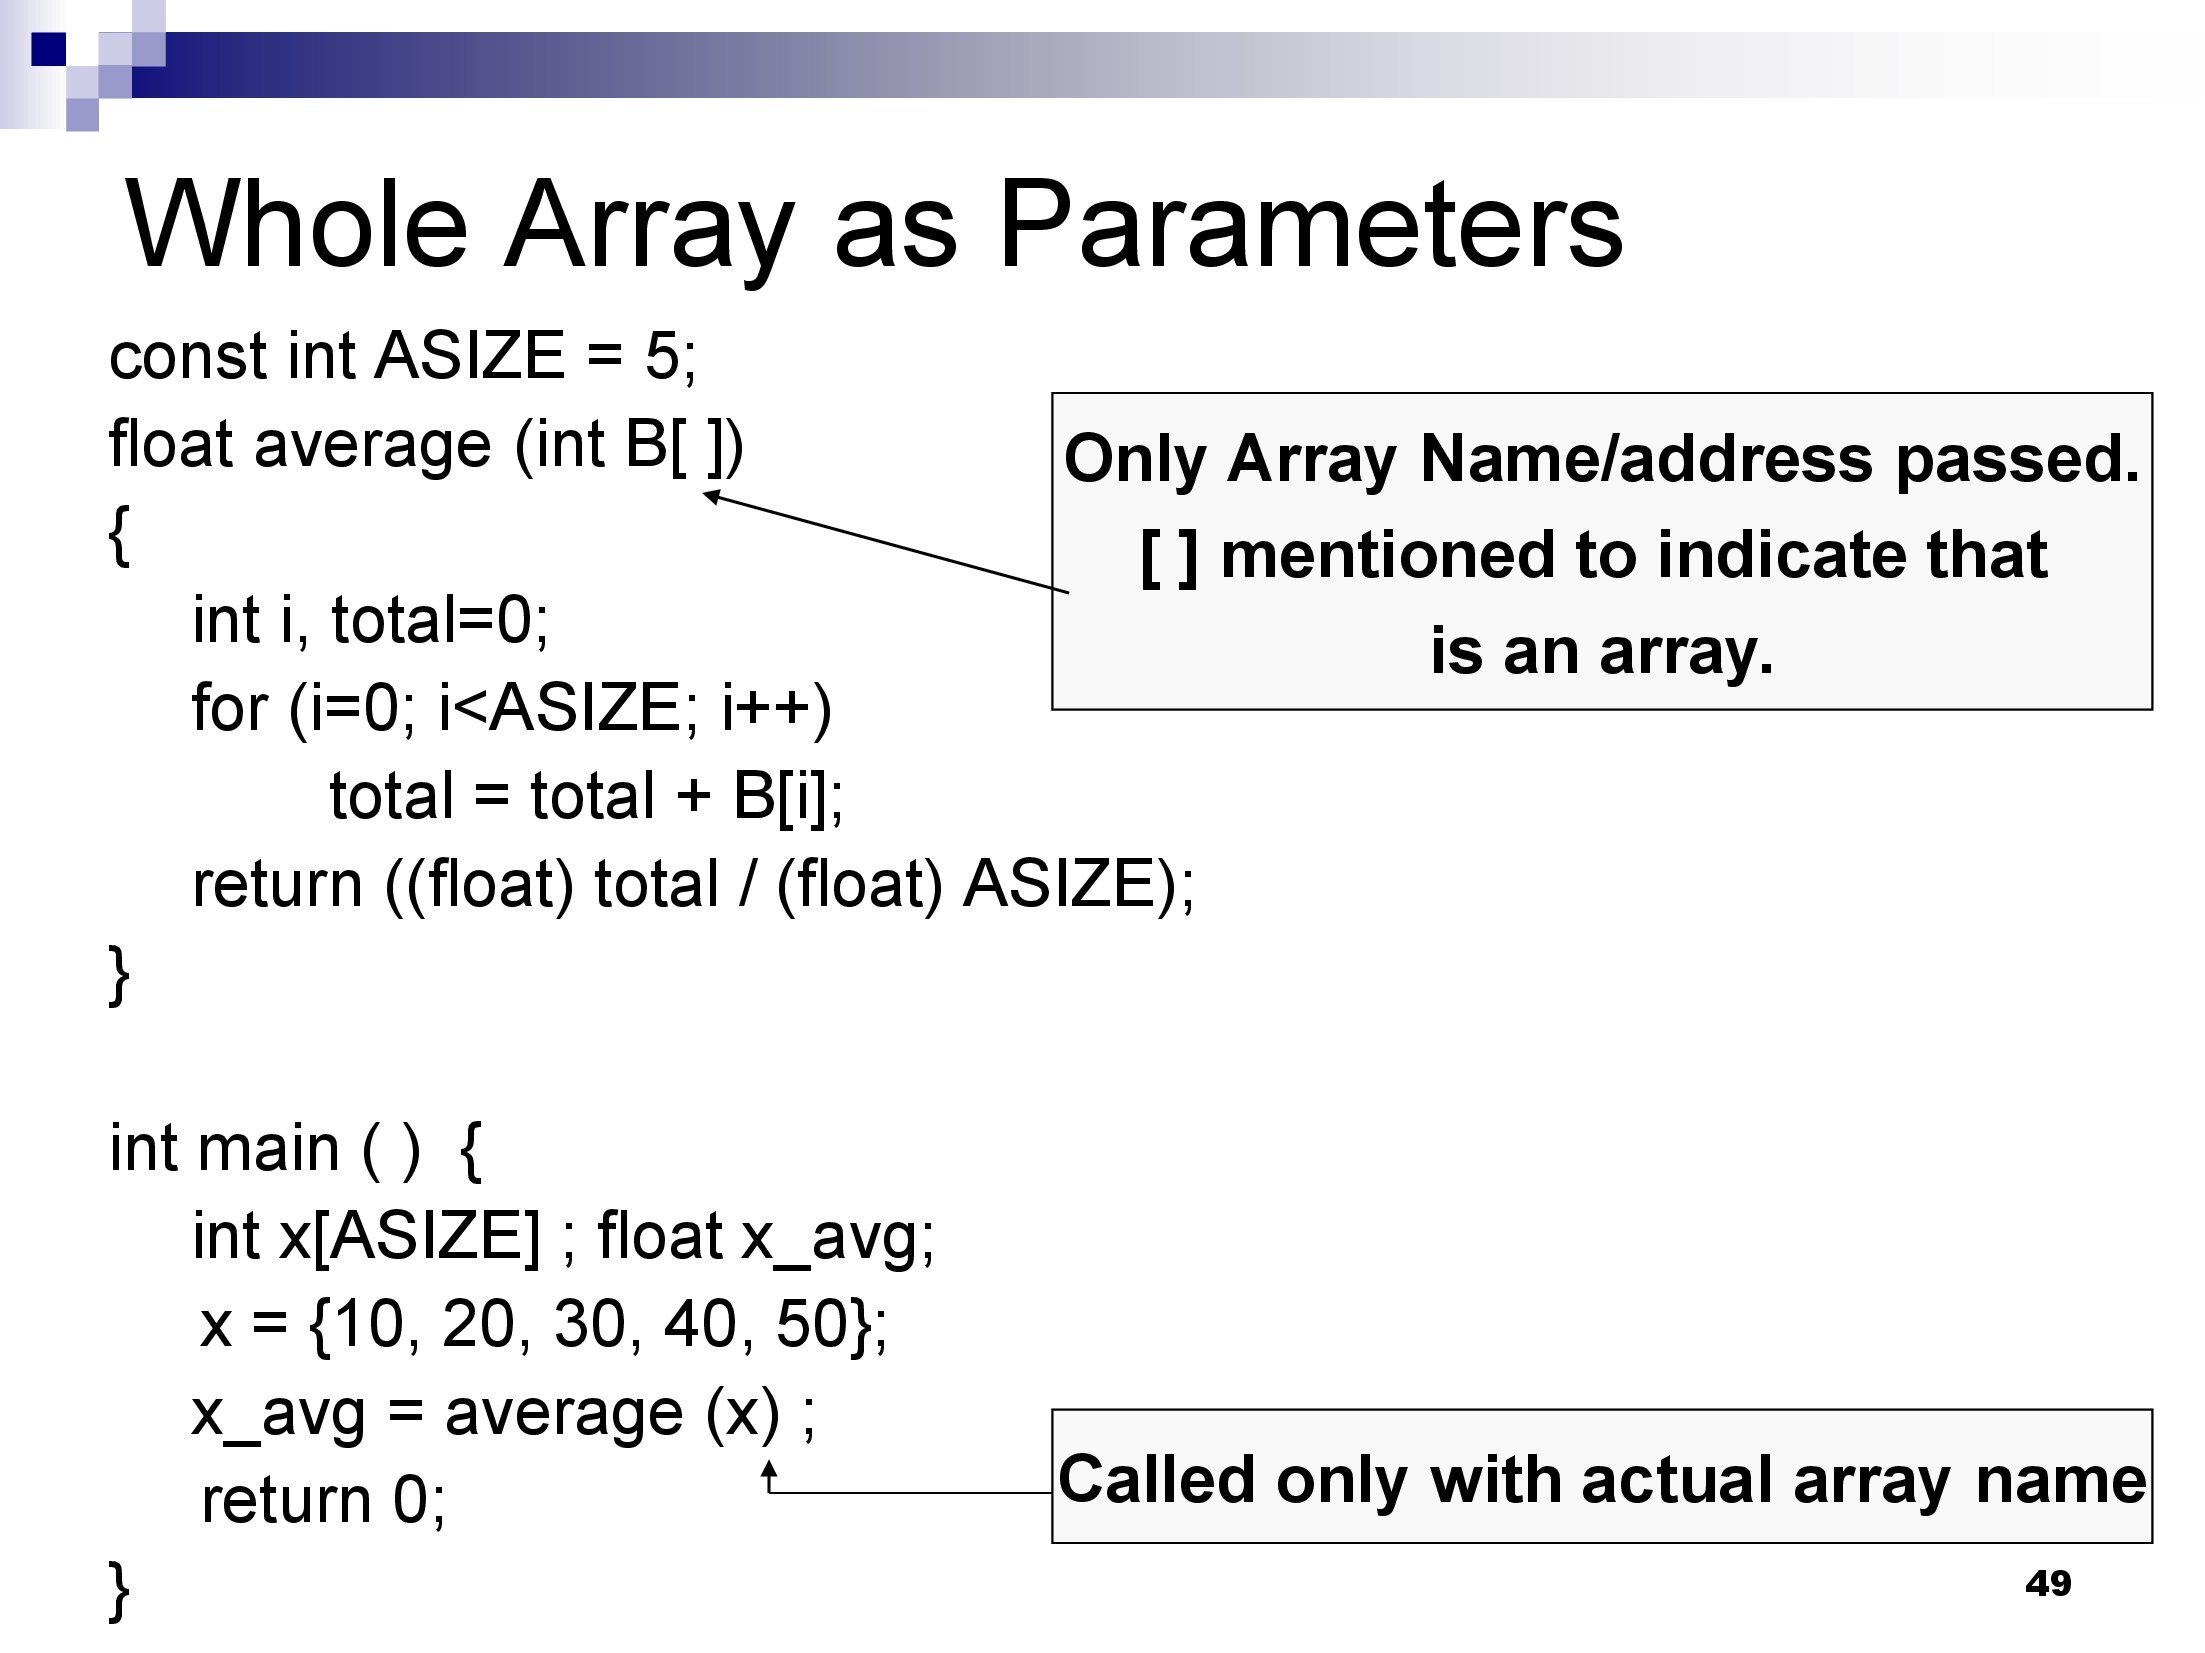 Whole Array as Parameters
const int ASIZE = 5;
float average (int B[ ])
{
int i, total=0;
for (i=0; i<ASIZE; i++)
total = total + B[i];
return ((float) total / (float) ASIZE);
}
Only Array Name/address passed.
[ ] mentioned to indicate that
is an array.
int main ( )  {
int x[ASIZE] ; float x_avg;
x = {10, 20, 30, 40, 50};
x_avg = average (x) ;
return 0;
}
Called only with actual array name
49